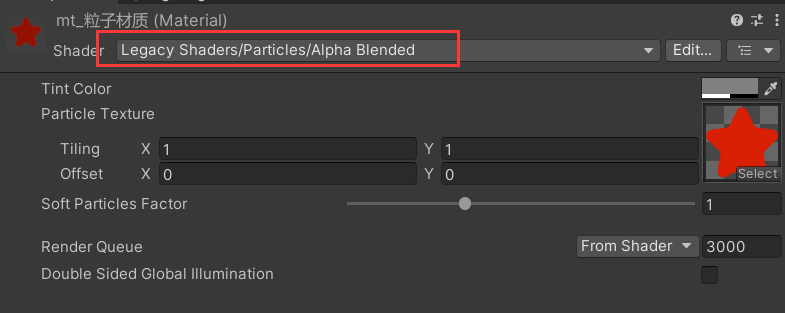 mt_粒子材质 (Material)
Shader Legacy Shaders/Particles/Alpha Blended Edit...
Tint Color
Particle Texture
Tiling X 1 Y 1
Offset X 0 Y 0
Select
Soft Particles Factor 1
Render Queue From Shader 3000
Double Sided Global Illumination